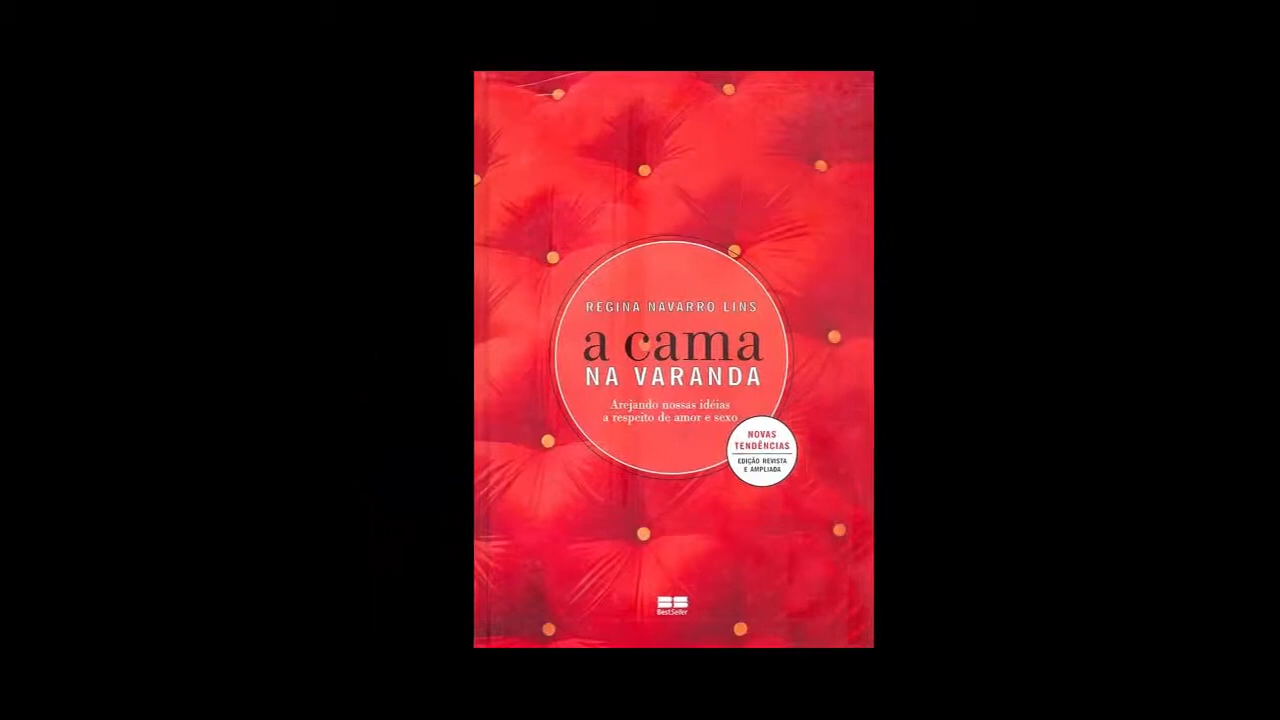 REGINA NAVARRO LINS
a cama
NA VARANDA
Arejando nossas idéias
a respeito de amor e sexo
NOVAS
TENDÊNCIAS
EDIÇÃO REVISTA
E AMPLIADA
BB
BestSeller